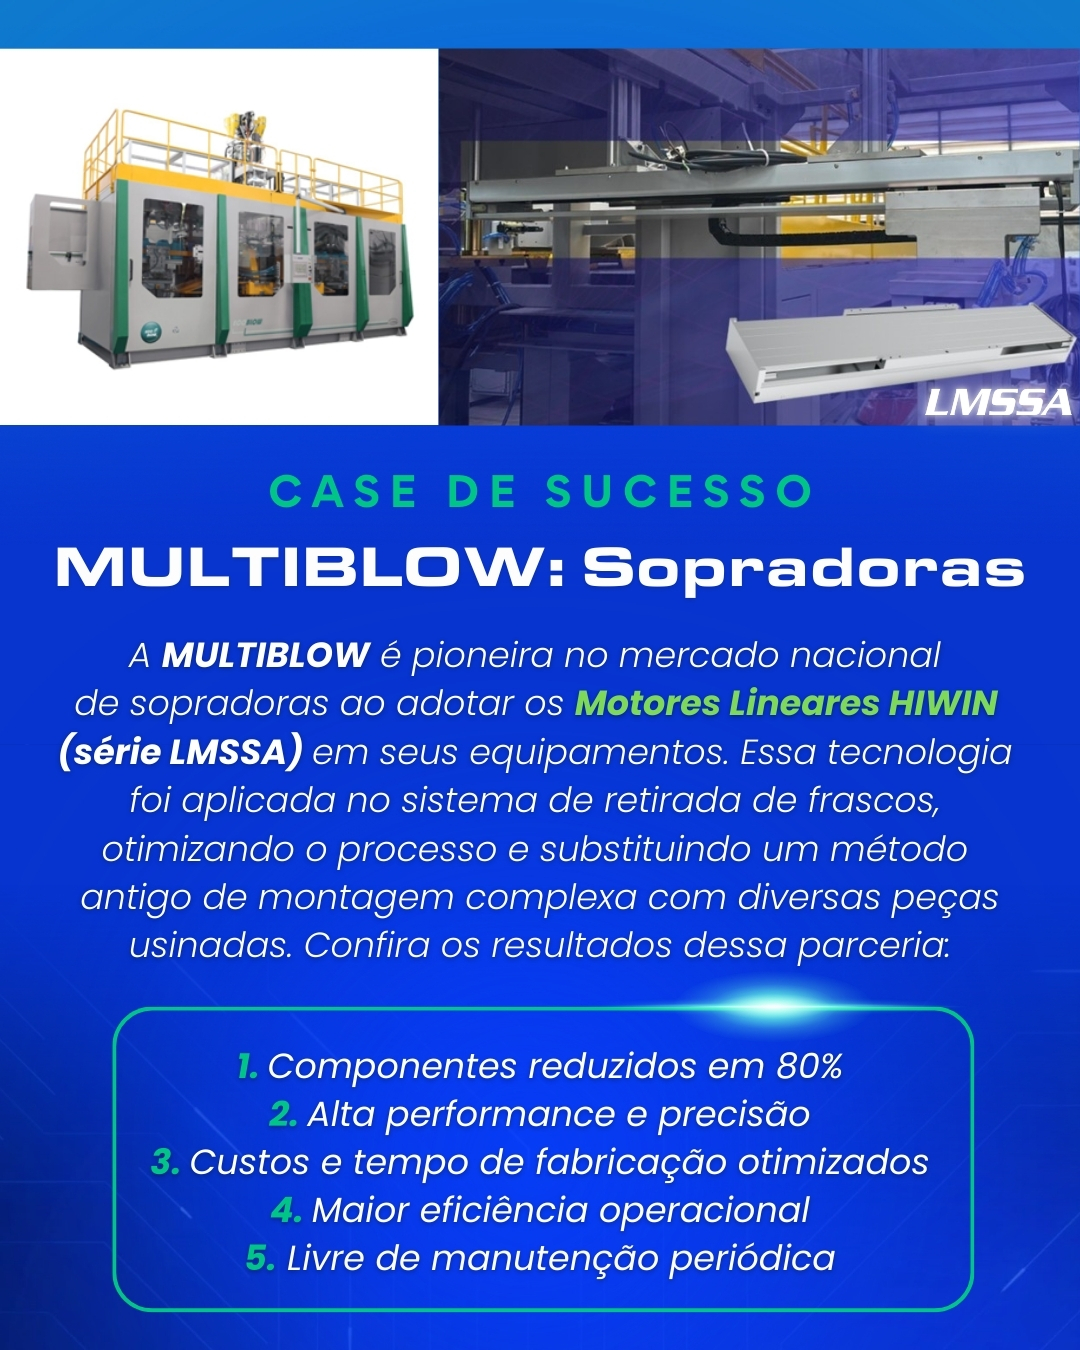 LMSSA
CASE DE SUCESSO
MULTIBLOW: Sopradoras
A MULTIBLOW é pioneira no mercado nacional
de sopradoras ao adotar os Motores Lineares HIWIN
(série LMSSA) em seus equipamentos. Essa tecnologia
foi aplicada no sistema de retirada de frascos,
otimizando o processo e substituindo um método
antigo de montagem complexa com diversas peças
usinadas. Confira os resultados dessa parceria:
1. Componentes reduzidos em 80%
2. Alta performance e precisão
3. Custos e tempo de fabricação otimizados
4. Maior eficiência operacional
5. Livre de manutenção periódica